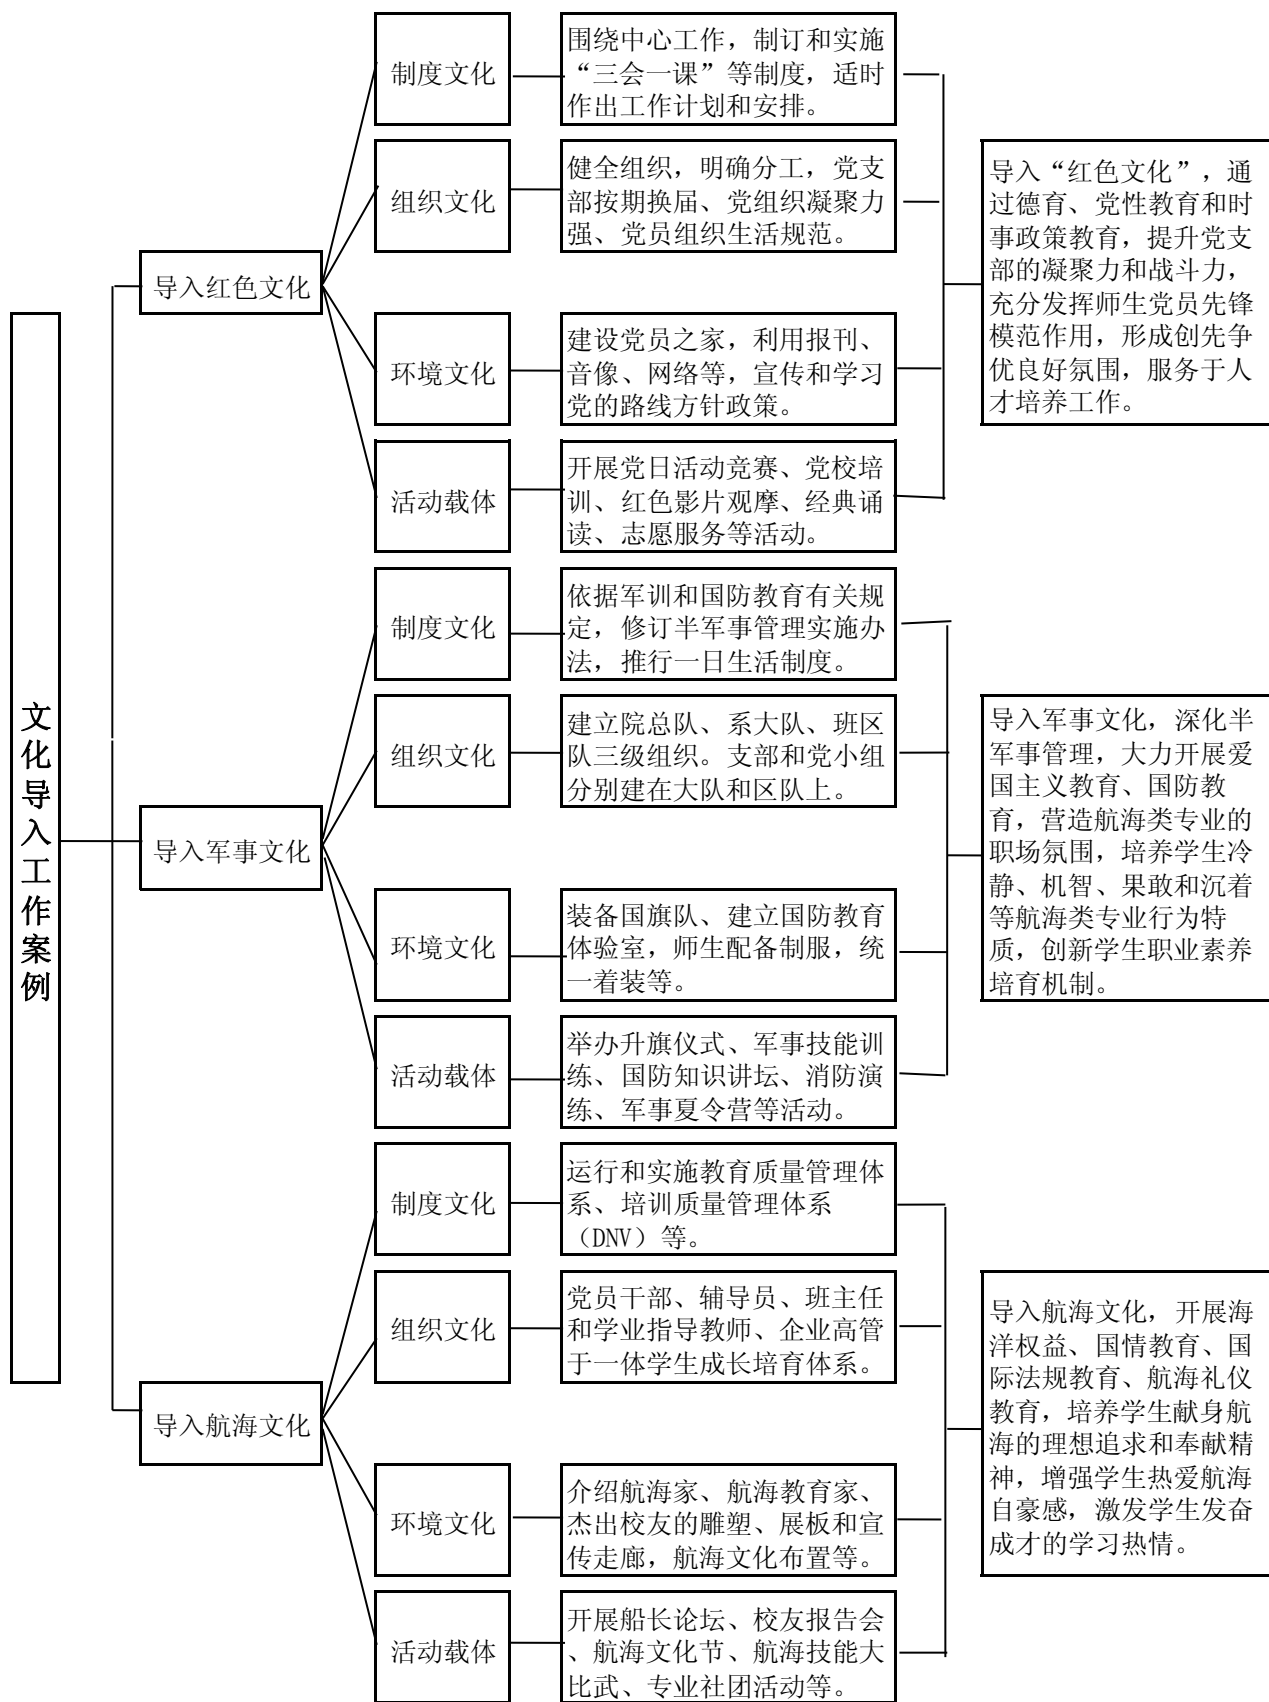 文化导入工作案例
导入红色文化
制度文化
围绕中心工作，制订和实施
“三会一课”等制度，适时
作出工作计划和安排。
组织文化
健全组织，明确分工，党支
部按期换届、党组织凝聚力
强、党员组织生活规范。
环境文化
建设党员之家，利用报刊、
音像、网络等，宣传和学习
党的路线方针政策。
活动载体
开展党日活动竞赛、党校培
训、红色影片观摩、经典诵
读、志愿服务等活动。
导入“红色文化”，通
过德育、党性教育和时
事政策教育，提升党支
部的凝聚力和战斗力，
充分发挥师生党员先锋
模范作用，形成创先争
优良好氛围，服务于人
才培养工作。
导入军事文化
制度文化
依据军训和国防教育有关规
定，修订半军事管理实施办
法，推行一日生活制度。
组织文化
建立院总队、系大队、班区
队三级组织。支部和党小组
分别建在大队和区队上。
环境文化
装备国旗队、建立国防教育
体验室，师生配备制服，统
一着装等。
活动载体
举办升旗仪式、军事技能训
练、国防知识讲坛、消防演
练、军事夏令营等活动。
导入军事文化，深化半
军事管理，大力开展爱
国主义教育、国防教
育，营造航海类专业的
职场氛围，培养学生冷
静、机智、果敢和沉着
等航海类专业行为特
质，创新学生职业素养
培育机制。
导入航海文化
制度文化
运行和实施教育质量管理体
系、培训质量管理体系
（DNV）等。
组织文化
党员干部、辅导员、班主任
和学业指导教师、企业高管
于一体学生成长培育体系。
环境文化
介绍航海家、航海教育家、
杰出校友的雕塑、展板和宣
传走廊，航海文化布置等。
活动载体
开展船长论坛、校友报告会
、航海文化节、航海技能大
比武、专业社团活动等。
导入航海文化，开展海
洋权益、国情教育、国
际法规教育、航海礼仪
教育，培养学生献身航
海的理想追求和奉献精
神，增强学生热爱航海
自豪感，激发学生发奋
成才的学习热情。